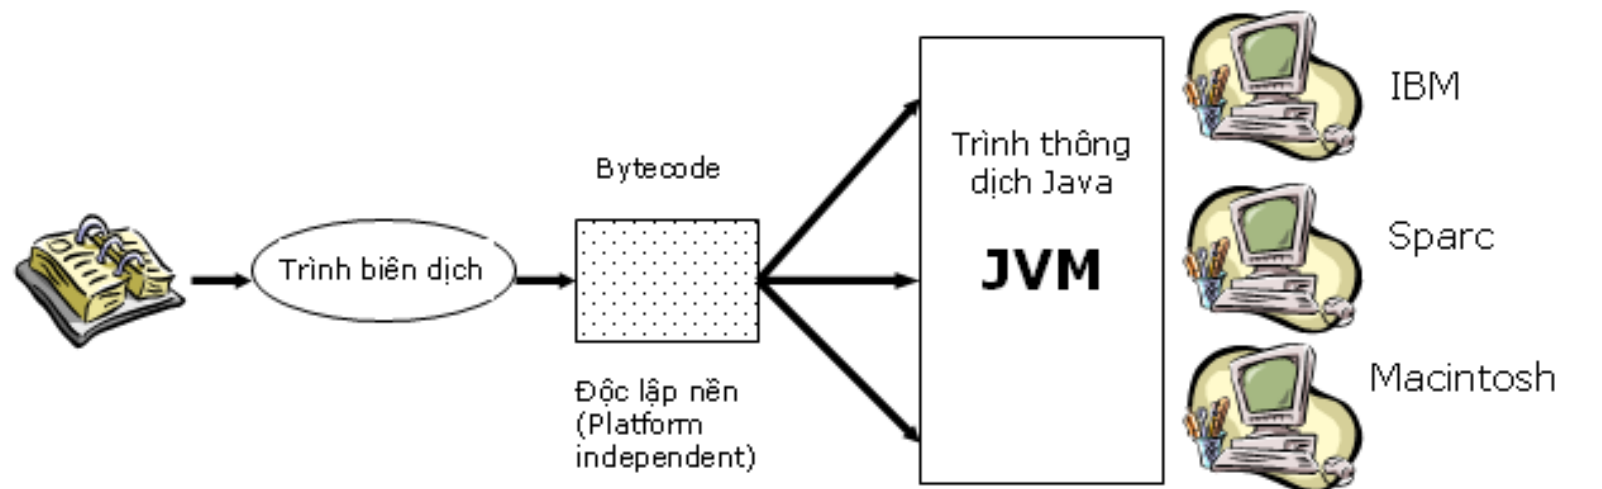 Trình biên dịch
Bytecode
Độc lập nền
(Platform
independent)
Trình thông
dịch Java
JVM
IBM
Sparc
Macintosh